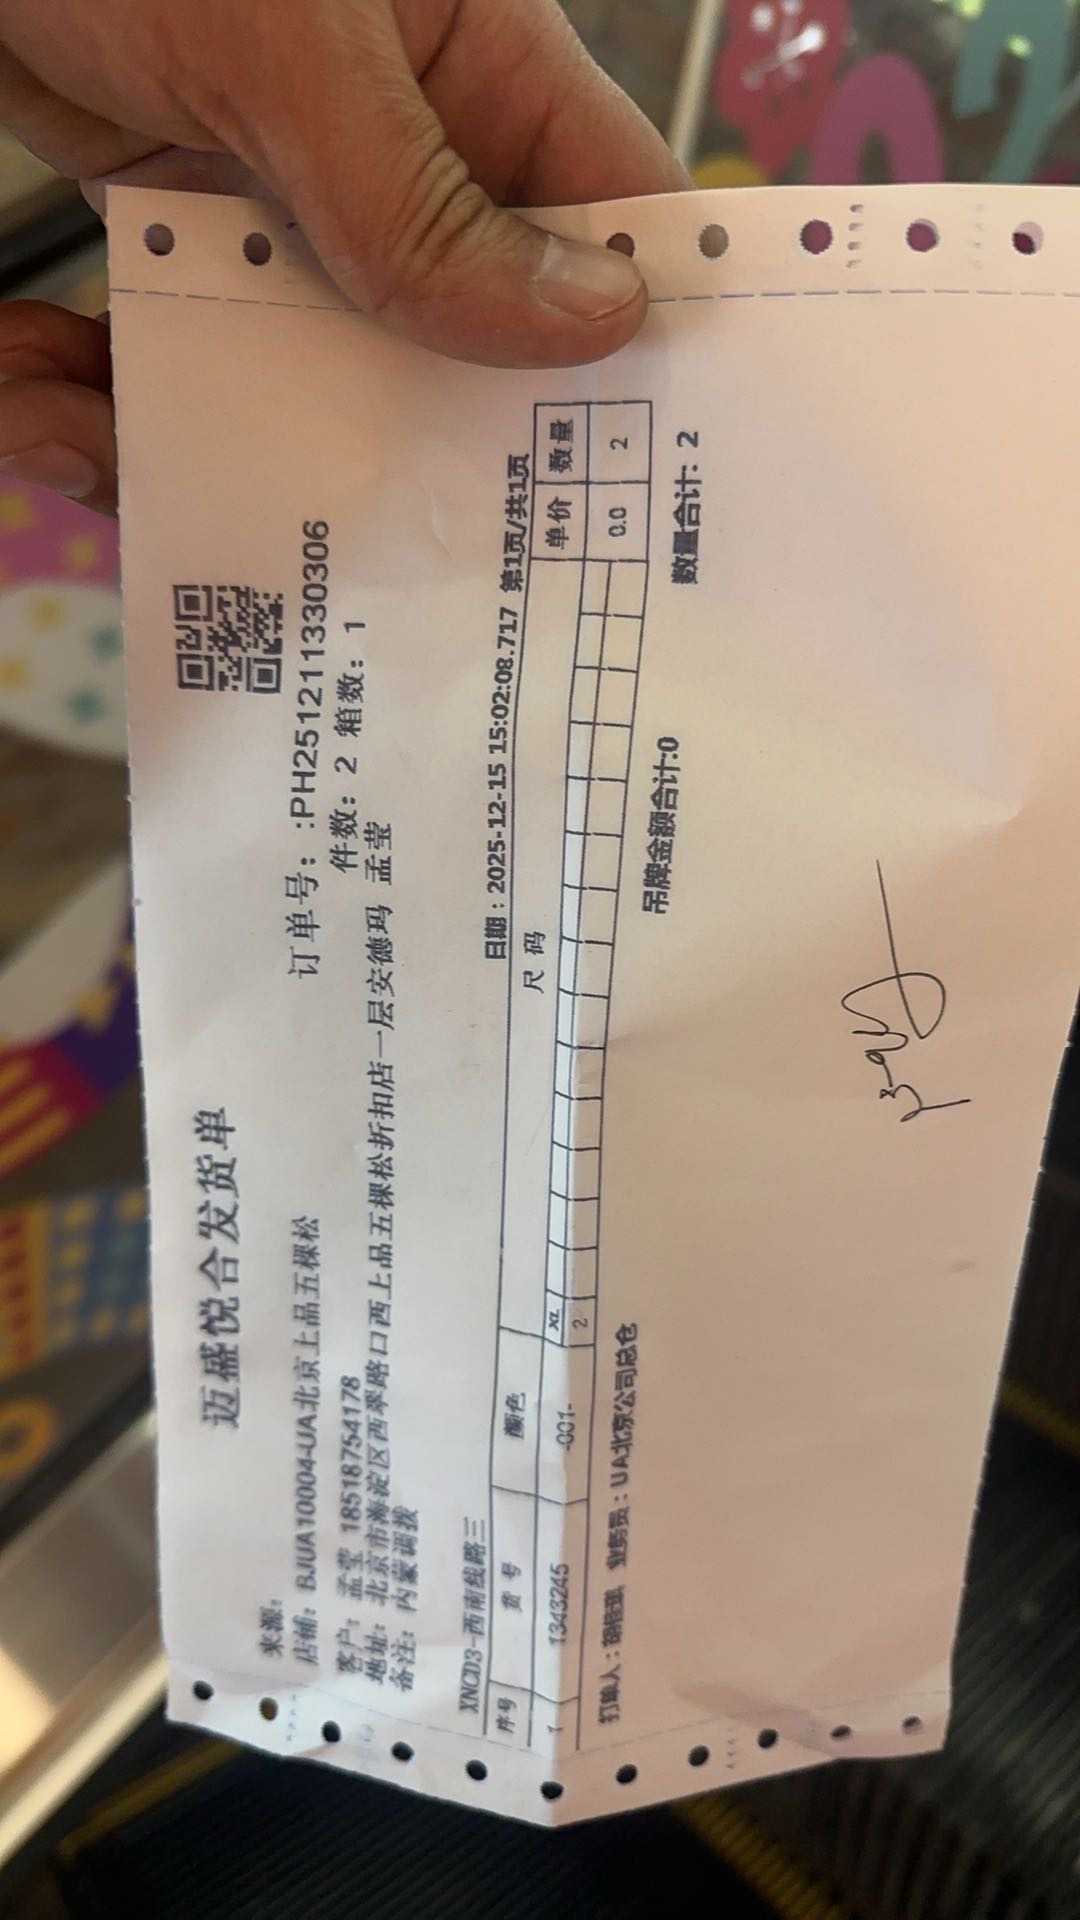 迈盛悦合发货单
来源:
店铺: BJUA10004-UA北京上品五棵松
订单号: :PH251211330306
客户: 孟莹 18518754178
件数: 2 箱数: 1
地址: 北京市海淀区西翠路口西上品五棵松折扣店一层安德玛 孟莹
备注: 内蒙调拨
XNCD3-西南线路三
日期：2025-12-15 15:02:08.717 第1页/共1页
序号 货号 颜色 尺码 单价 数量
XL
1 1343245 -001- 2 0.0 2
打单人：胡桂琪 业务员：UA北京公司总仓
吊牌金额合计:0
数量合计: 2